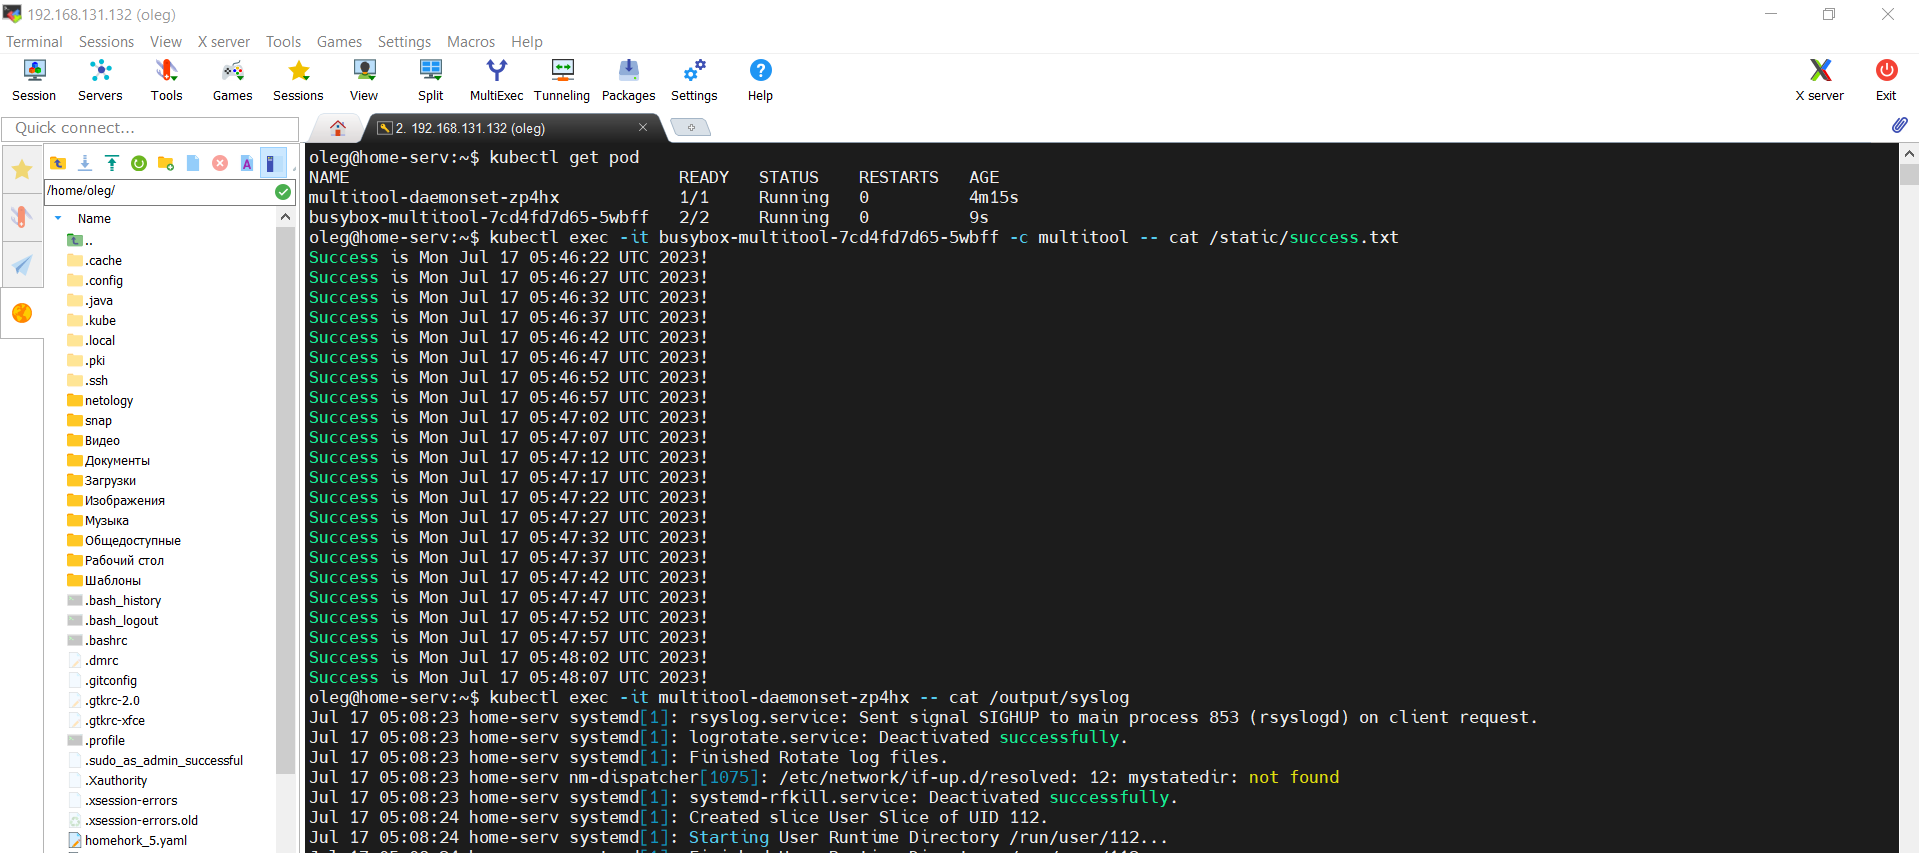 192.168.131.132 (oleg)
Terminal Sessions View X server Tools Games Settings Macros Help
Session Servers Tools Games Sessions View Split MultiExec Tunneling Packages Settings Help X server Exit
Quick connect...
2. 192.168.131.132 (oleg)
/home/oleg/
Name
..
.cache
.config
.java
.kube
.local
.pki
.ssh
netology
snap
Видео
Документы
Загрузки
Изображения
Музыка
Общедоступные
Рабочий стол
Шаблоны
.bash_history
.bash_logout
.bashrc
.dmrc
.gitconfig
.gtkrc-2.0
.gtkrc-xfce
.profile
.sudo_as_admin_successful
.Xauthority
.xsession-errors
.xsession-errors.old
homehork_5.yaml
oleg@home-serv:~$ kubectl get pod
NAME READY STATUS RESTARTS AGE
multitool-daemonset-zp4hx 1/1 Running 0 4m15s
busybox-multitool-7cd4fd7d65-5wbff 2/2 Running 0 9s
oleg@home-serv:~$ kubectl exec -it busybox-multitool-7cd4fd7d65-5wbff -c multitool -- cat /static/success.txt
Success is Mon Jul 17 05:46:22 UTC 2023!
Success is Mon Jul 17 05:46:27 UTC 2023!
Success is Mon Jul 17 05:46:32 UTC 2023!
Success is Mon Jul 17 05:46:37 UTC 2023!
Success is Mon Jul 17 05:46:42 UTC 2023!
Success is Mon Jul 17 05:46:47 UTC 2023!
Success is Mon Jul 17 05:46:52 UTC 2023!
Success is Mon Jul 17 05:46:57 UTC 2023!
Success is Mon Jul 17 05:47:02 UTC 2023!
Success is Mon Jul 17 05:47:07 UTC 2023!
Success is Mon Jul 17 05:47:12 UTC 2023!
Success is Mon Jul 17 05:47:17 UTC 2023!
Success is Mon Jul 17 05:47:22 UTC 2023!
Success is Mon Jul 17 05:47:27 UTC 2023!
Success is Mon Jul 17 05:47:32 UTC 2023!
Success is Mon Jul 17 05:47:37 UTC 2023!
Success is Mon Jul 17 05:47:42 UTC 2023!
Success is Mon Jul 17 05:47:47 UTC 2023!
Success is Mon Jul 17 05:47:52 UTC 2023!
Success is Mon Jul 17 05:47:57 UTC 2023!
Success is Mon Jul 17 05:48:02 UTC 2023!
Success is Mon Jul 17 05:48:07 UTC 2023!
oleg@home-serv:~$ kubectl exec -it multitool-daemonset-zp4hx -- cat /output/syslog
Jul 17 05:08:23 home-serv systemd[1]: rsyslog.service: Sent signal SIGHUP to main process 853 (rsyslogd) on client request.
Jul 17 05:08:23 home-serv systemd[1]: logrotate.service: Deactivated successfully.
Jul 17 05:08:23 home-serv systemd[1]: Finished Rotate log files.
Jul 17 05:08:23 home-serv nm-dispatcher[1075]: /etc/network/if-up.d/resolved: 12: mystatedir: not found
Jul 17 05:08:23 home-serv systemd[1]: systemd-rfkill.service: Deactivated successfully.
Jul 17 05:08:24 home-serv systemd[1]: Created slice User Slice of UID 112.
Jul 17 05:08:24 home-serv systemd[1]: Starting User Runtime Directory /run/user/112...